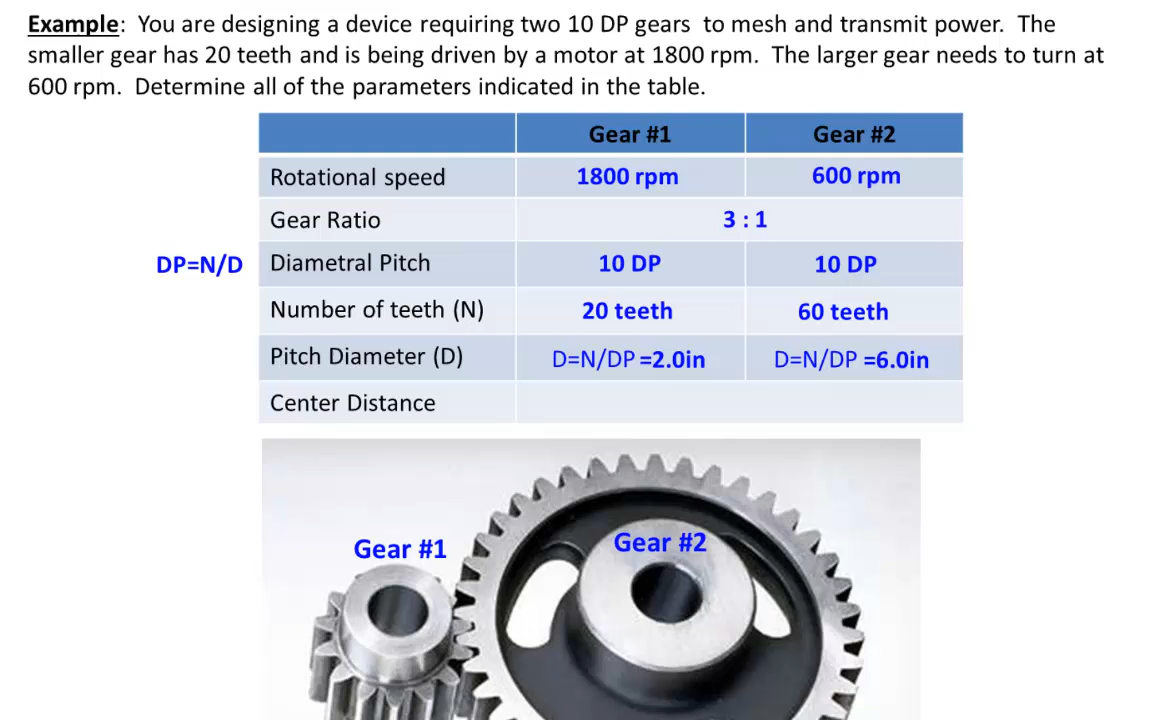 Example: You are designing a device requiring two 10 DP gears to mesh and transmit power. The
smaller gear has 20 teeth and is being driven by a motor at 1800 rpm. The larger gear needs to turn at
600 rpm. Determine all of the parameters indicated in the table.
Gear #1 Gear #2
Rotational speed 1800 rpm 600 rpm
Gear Ratio 3 : 1
DP=N/D Diametral Pitch 10 DP 10 DP
Number of teeth (N) 20 teeth 60 teeth
Pitch Diameter (D) D=N/DP =2.0in D=N/DP =6.0in
Center Distance
Gear #1 Gear #2